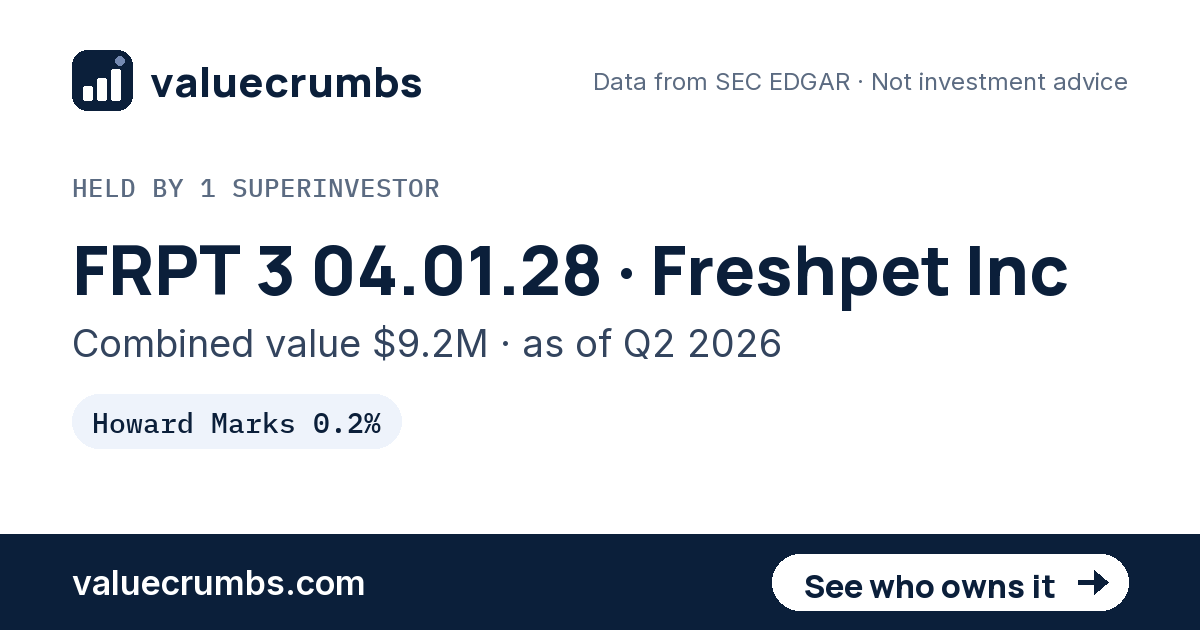 valuecrumbs
Data from SEC EDGAR · Not investment advice
HELD BY 1 SUPERINVESTOR
FRPT 3 04.01.28 · Freshpet Inc
Combined value $9.2M · as of Q2 2026
Howard Marks 0.2%
valuecrumbs.com
See who owns it →